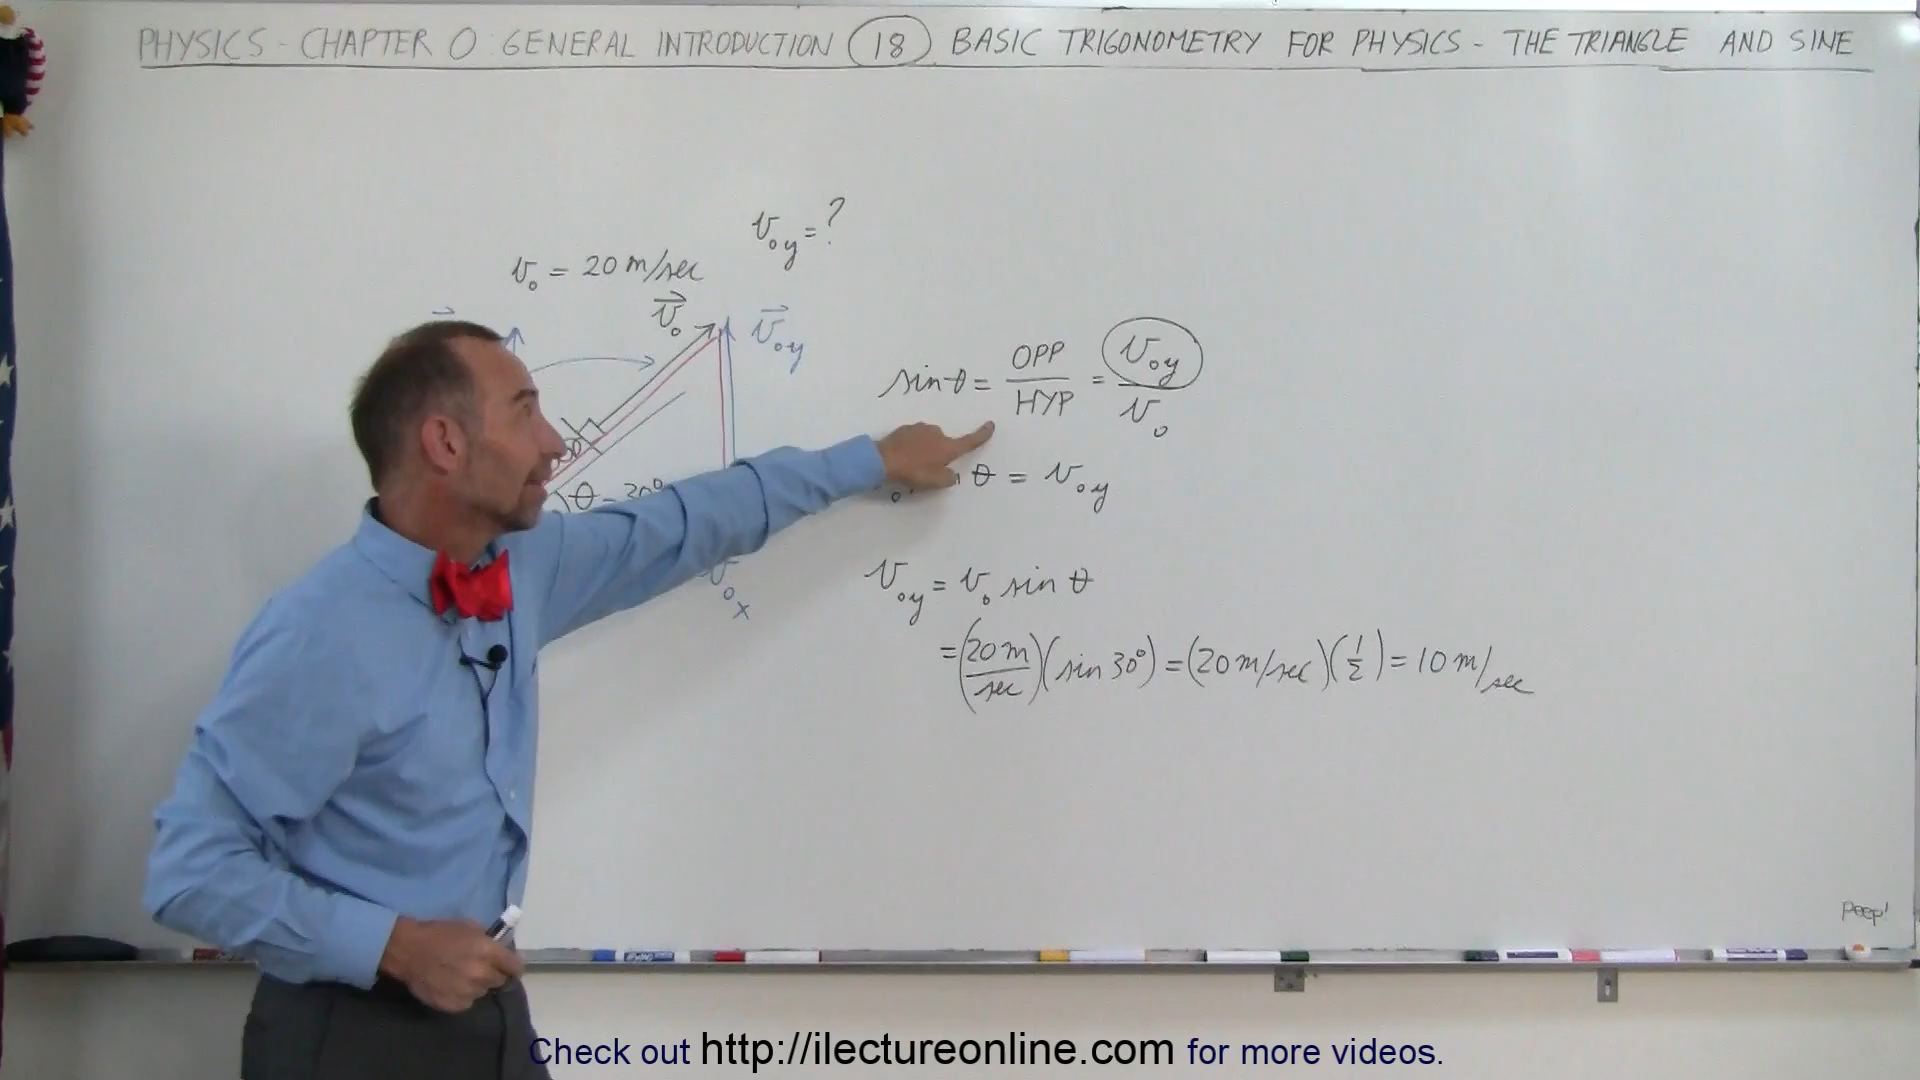 PHYSICS - CHAPTER 0: GENERAL INTRODUCTION (18) BASIC TRIGONOMETRY FOR PHYSICS - THE TRIANGLE AND SINE
v₀y = ?
v₀ = 20 m/sec
v⃗₀
v⃗₀y
sin θ = OPP/HYP = v₀y/v₀
θ = 30°
θ = v₀y
v₀x
v₀y = v₀ sin θ
= (20 m/sec)(sin 30°) = (20 m/sec)(1/2) = 10 m/sec
Peep!
Check out http://ilectureonline.com for more videos.